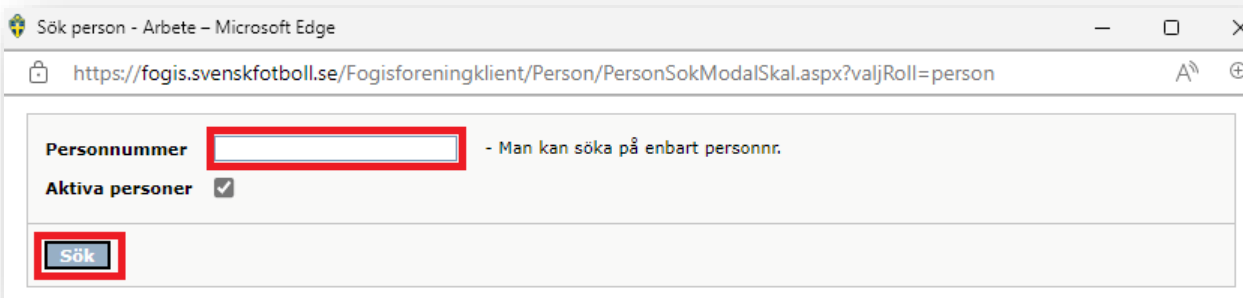 Sök person - Arbete – Microsoft Edge
https://fogis.svenskfotboll.se/Fogisforeningklient/Person/PersonSokModalSkal.aspx?valjRoll=person
Personnummer - Man kan söka på enbart personnr.
Aktiva personer
Sök